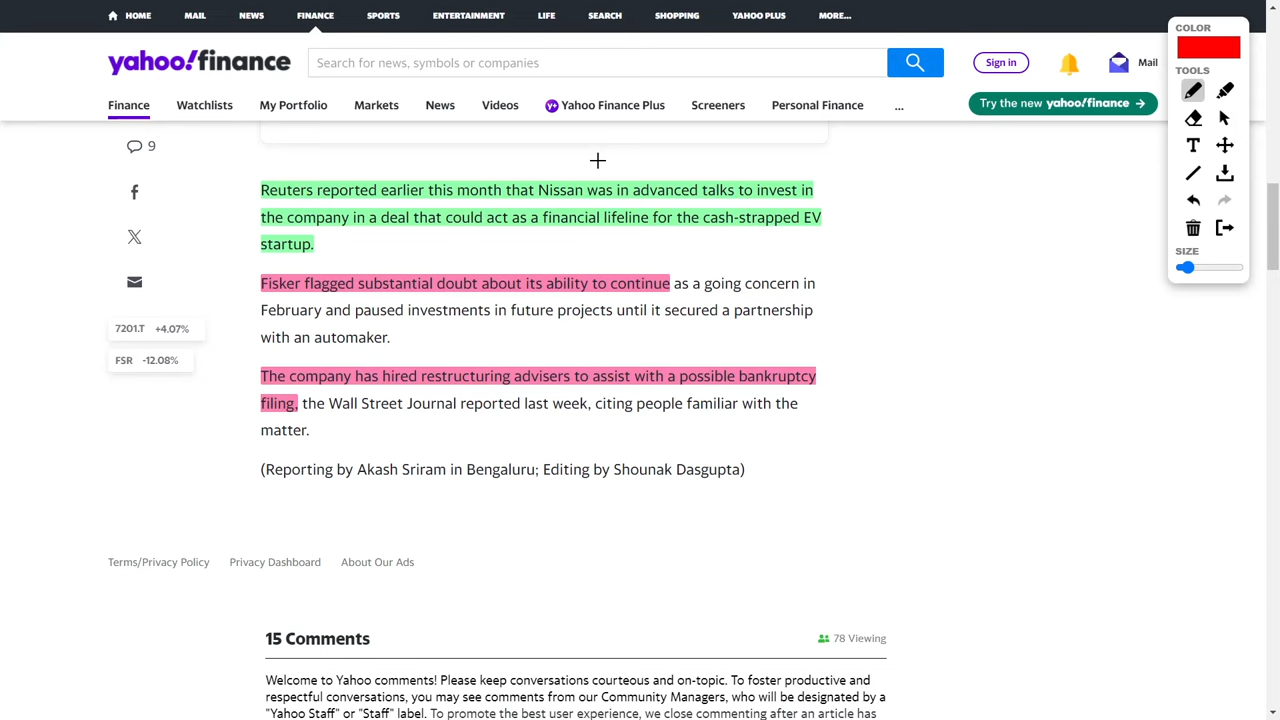 HOME MAIL NEWS FINANCE SPORTS ENTERTAINMENT LIFE SEARCH SHOPPING YAHOO PLUS MORE...
yahoo!finance
Search for news, symbols or companies
Sign in
Mail
Finance Watchlists My Portfolio Markets News Videos Yahoo Finance Plus Screeners Personal Finance ...
Try the new yahoo!finance →
COLOR
TOOLS
T
SIZE
9
Reuters reported earlier this month that Nissan was in advanced talks to invest in
the company in a deal that could act as a financial lifeline for the cash-strapped EV
startup.
Fisker flagged substantial doubt about its ability to continue as a going concern in
February and paused investments in future projects until it secured a partnership
with an automaker.
7201.T +4.07%
FSR -12.08%
The company has hired restructuring advisers to assist with a possible bankruptcy
filing, the Wall Street Journal reported last week, citing people familiar with the
matter.
(Reporting by Akash Sriram in Bengaluru; Editing by Shounak Dasgupta)
Terms/Privacy Policy Privacy Dashboard About Our Ads
15 Comments
78 Viewing
Welcome to Yahoo comments! Please keep conversations courteous and on-topic. To foster productive and
respectful conversations, you may see comments from our Community Managers, who will be designated by a
"Yahoo Staff" or "Staff" label. To promote the best user experience, we close commenting after an article has